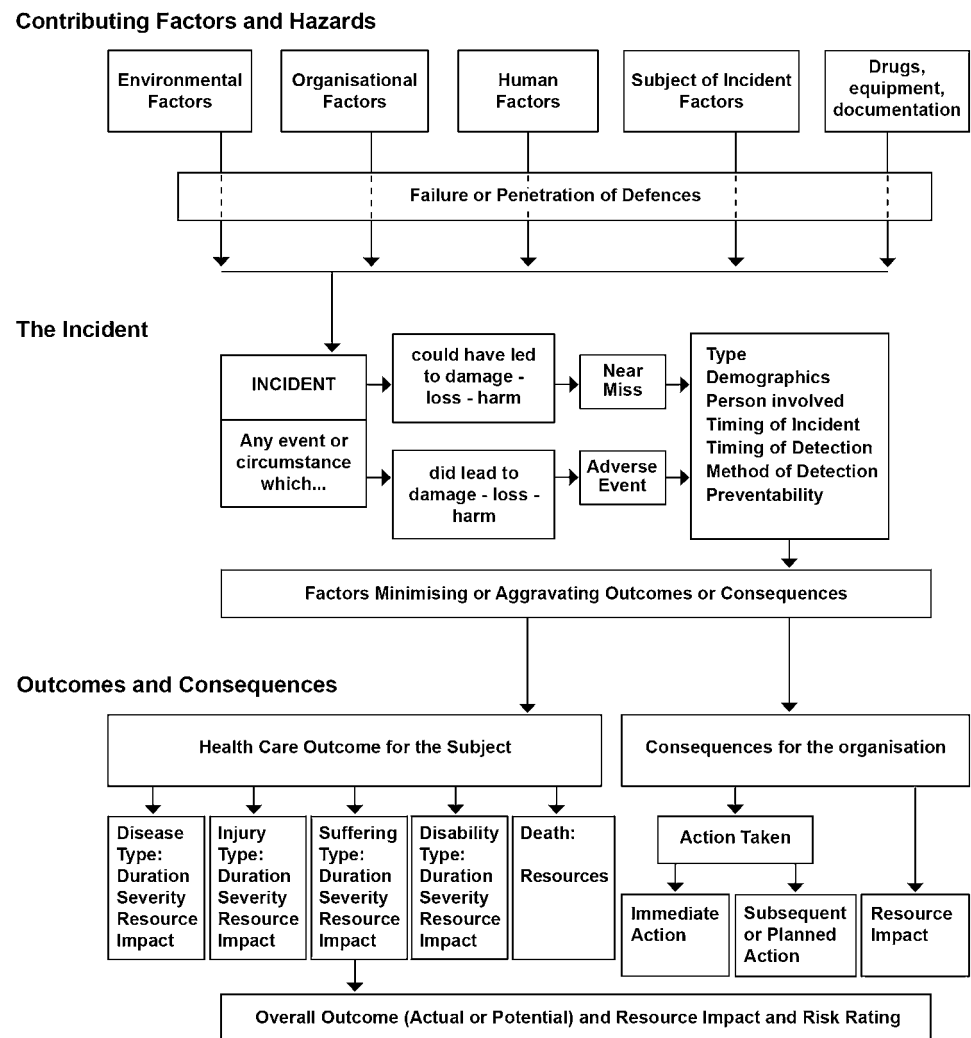 Contributing Factors and Hazards
Environmental
Factors
Organisational
Factors
Human
Factors
Subject of Incident
Factors
Drugs,
equipment,
documentation
Failure or Penetration of Defences
The Incident
INCIDENT
Any event or
circumstance
which...
could have led
to damage -
loss - harm
Near
Miss
did lead to
damage - loss -
harm
Adverse
Event
Type
Demographics
Person involved
Timing of Incident
Timing of Detection
Method of Detection
Preventability
Factors Minimising or Aggravating Outcomes or Consequences
Outcomes and Consequences
Health Care Outcome for the Subject
Disease
Type:
Duration
Severity
Resource
Impact
Injury
Type:
Duration
Severity
Resource
Impact
Suffering
Type:
Duration
Severity
Resource
Impact
Disability
Type:
Duration
Severity
Resource
Impact
Death:
Resources
Consequences for the organisation
Action Taken
Immediate
Action
Subsequent
or Planned
Action
Resource
Impact
Overall Outcome (Actual or Potential) and Resource Impact and Risk Rating